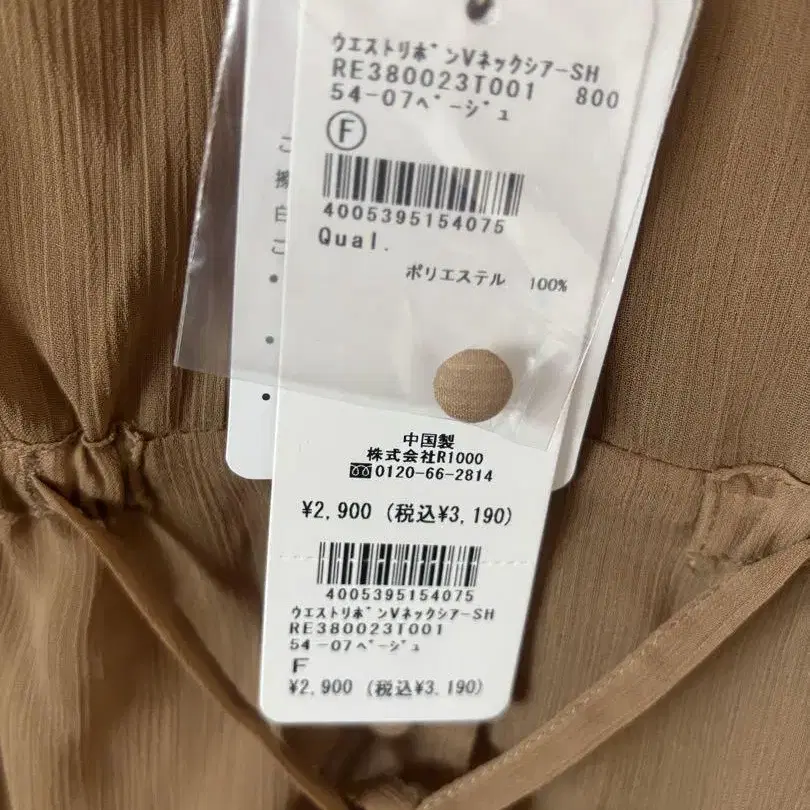 ウエストリボンVネックシアーSH
RE380023T001 800
54-07ベージュ
F
4005395154075
Qual.
ポリエステル 100%
こ
擦
白
こ
中国製
株式会社R1000
0120-66-2814
¥2,900 (税込¥3,190)
4005395154075
ウエストリボンVネックシアーSH
RE380023T001
54-07ベージュ
F
¥2,900 (税込¥3,190)